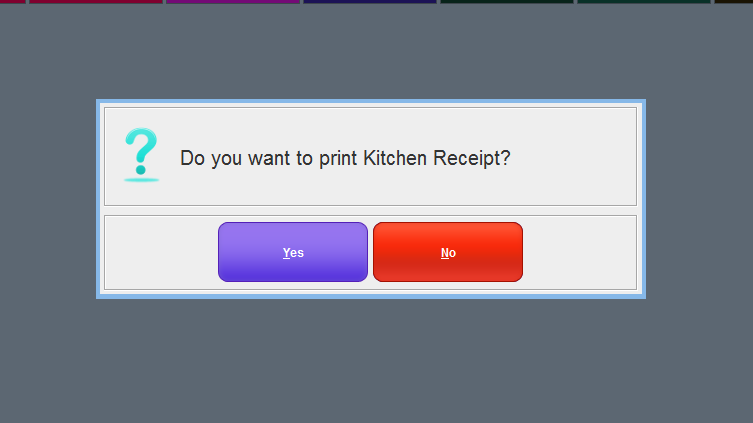 Do you want to print Kitchen Receipt?
Yes
No